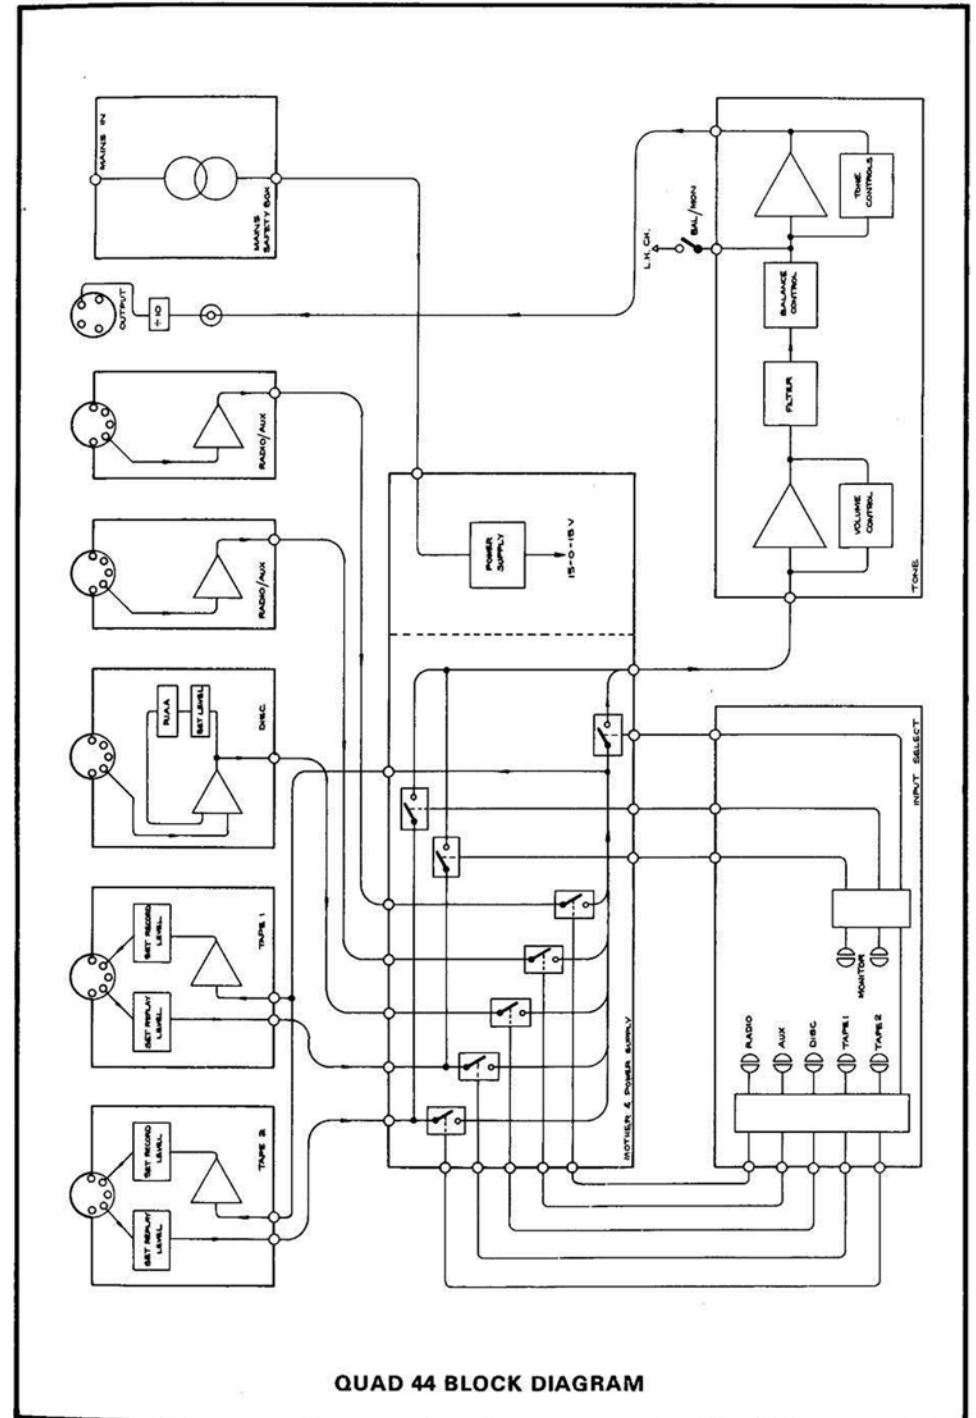 MAINS IN
MAINS
SAFETY BOX
OUTPUT
÷10
RADIO/AUX
RADIO/AUX
RIAA
SET LEVEL
DISC
SET RECORD
LEVEL
SET REPLAY
LEVEL
TAPE 1
SET RECORD
LEVEL
SET REPLAY
LEVEL
TAPE 2
POWER
SUPPLY
15-0-15V
MOTHER & POWER SUPPLY
L.H. CH.
BAL/MON
TONE
CONTROLS
BALANCE
CONTROL
FILTER
VOLUME
CONTROL
TONE
INPUT SELECT
MONITOR
RADIO
AUX
DISC
TAPE 1
TAPE 2
QUAD 44 BLOCK DIAGRAM